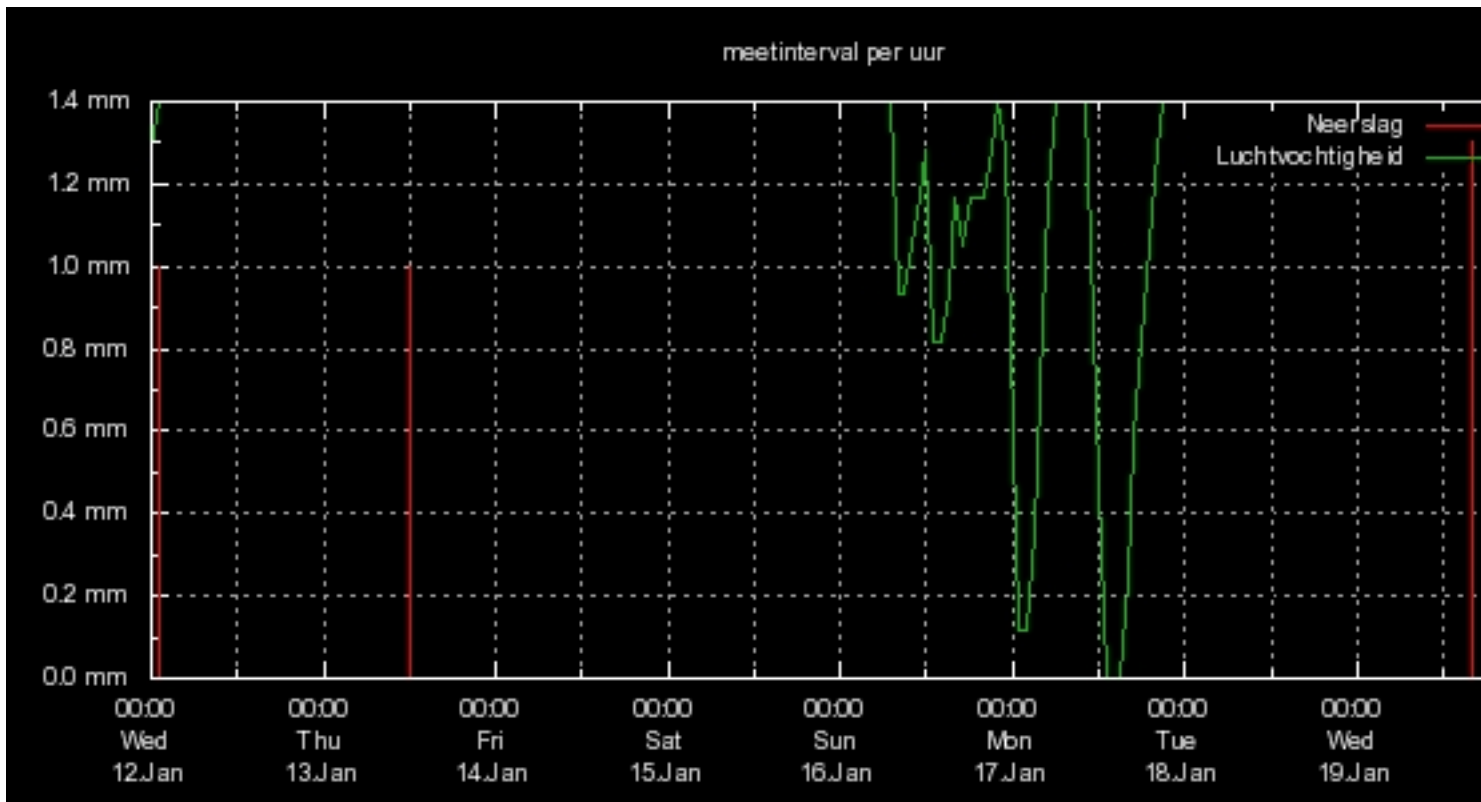 meetinterval per uur
1.4 mm
Neerslag
Luchtvochtigheid
1.2 mm
1.0 mm
0.8 mm
0.6 mm
0.4 mm
0.2 mm
0.0 mm
00:00 00:00 00:00 00:00 00:00 00:00 00:00 00:00
Wed Thu Fri Sat Sun Mon Tue Wed
12.Jan 13.Jan 14.Jan 15.Jan 16.Jan 17.Jan 18.Jan 19.Jan